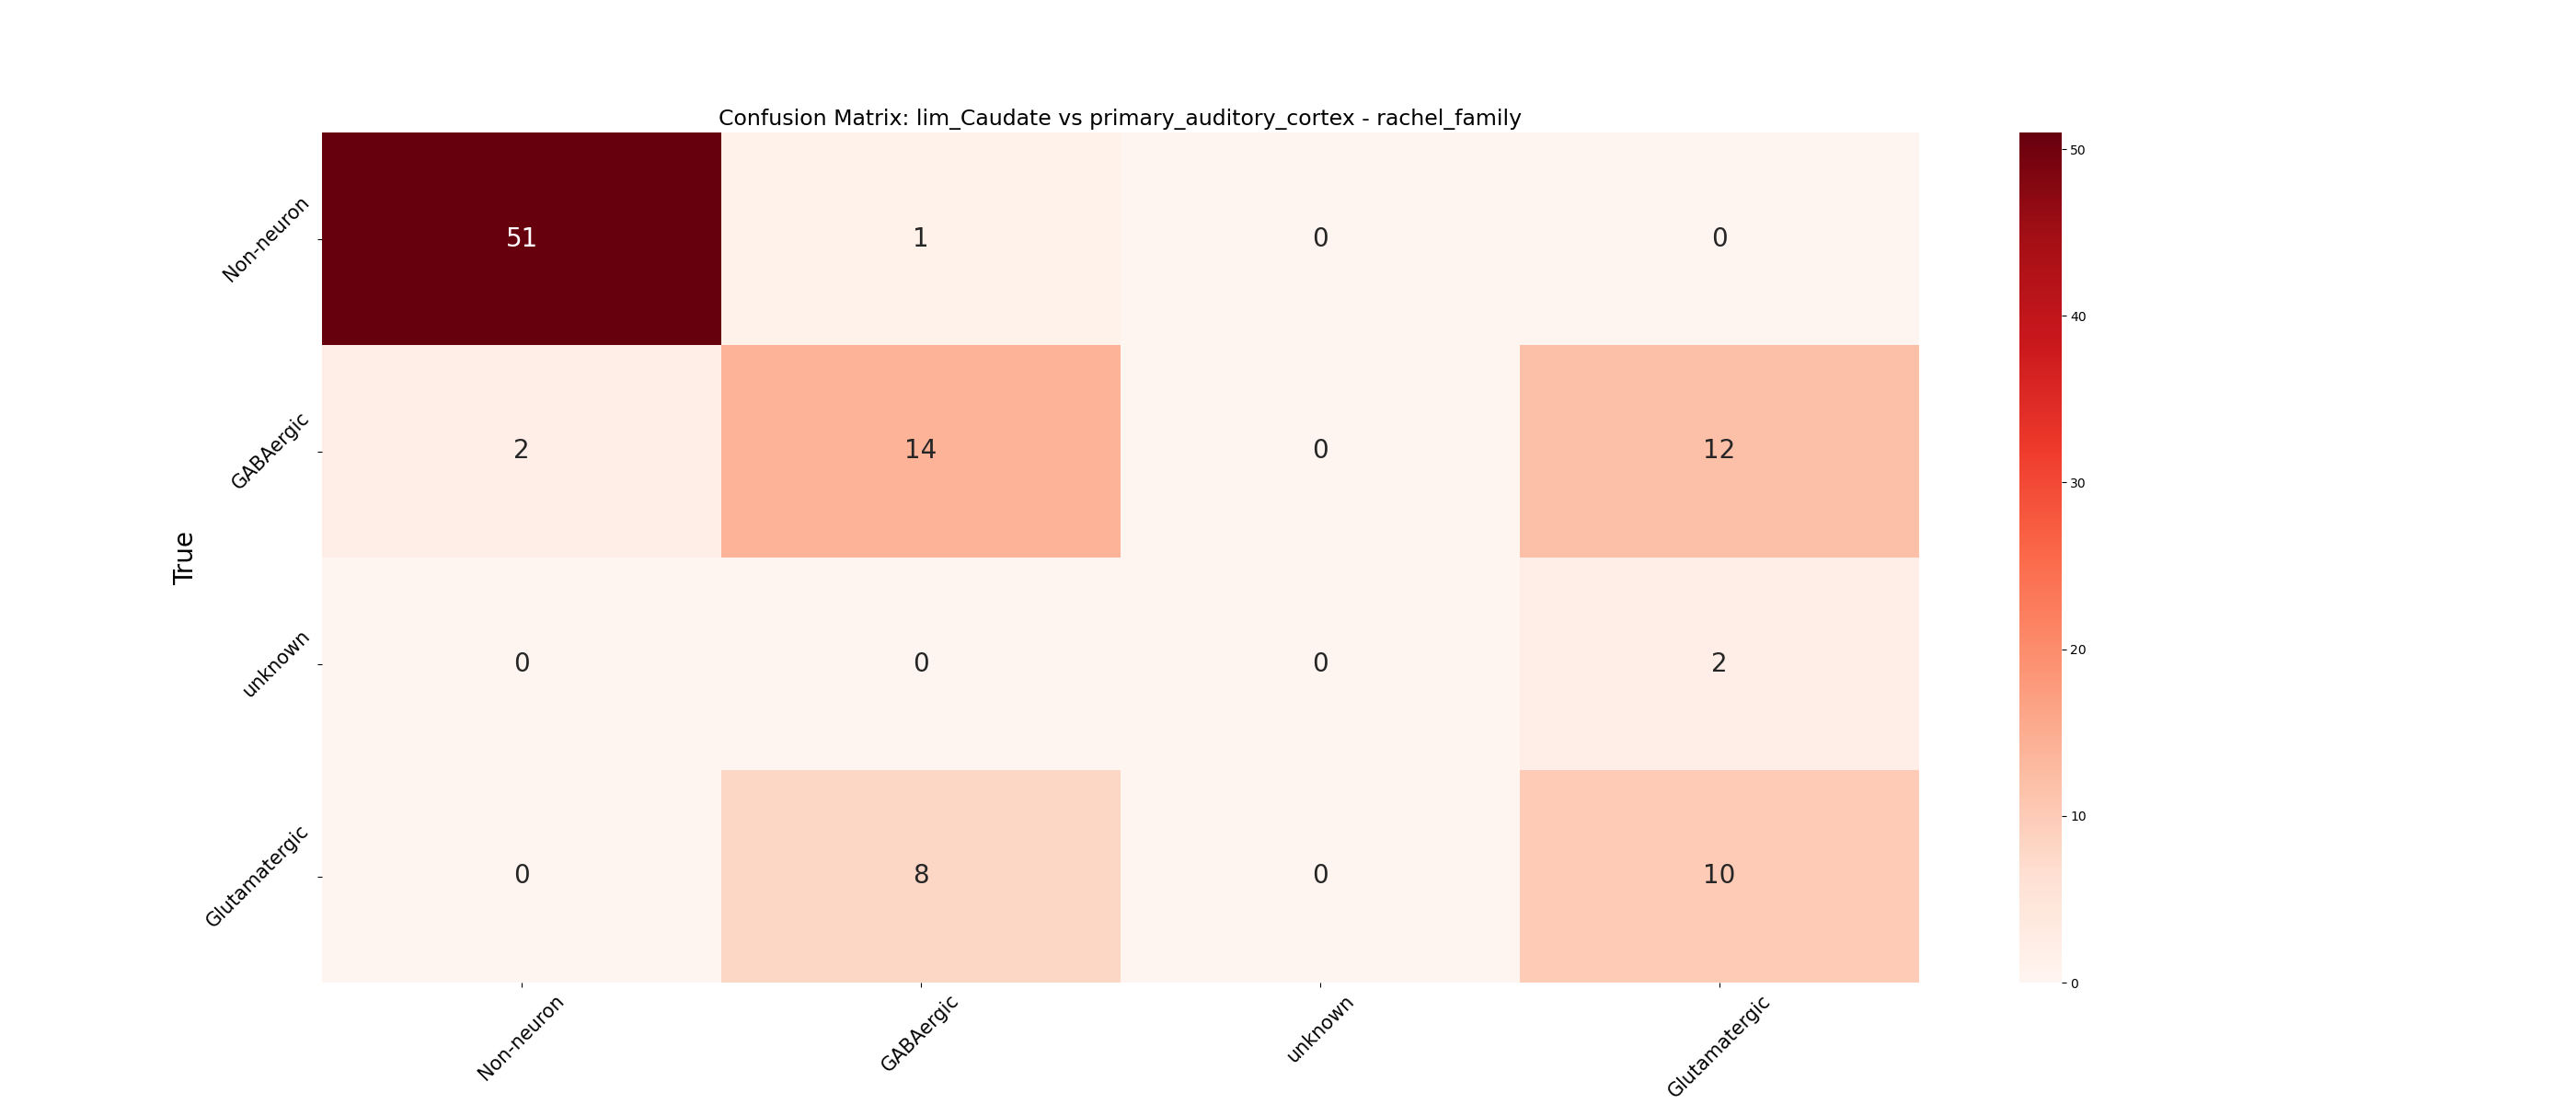 Confusion Matrix: lim_Caudate vs primary_auditory_cortex - rachel_family
True
Non-neuron
51
1
0
0
GABAergic
2
14
0
12
unknown
0
0
0
2
Glutamatergic
0
8
0
10
Non-neuron
GABAergic
unknown
Glutamatergic
50
40
30
20
10
0